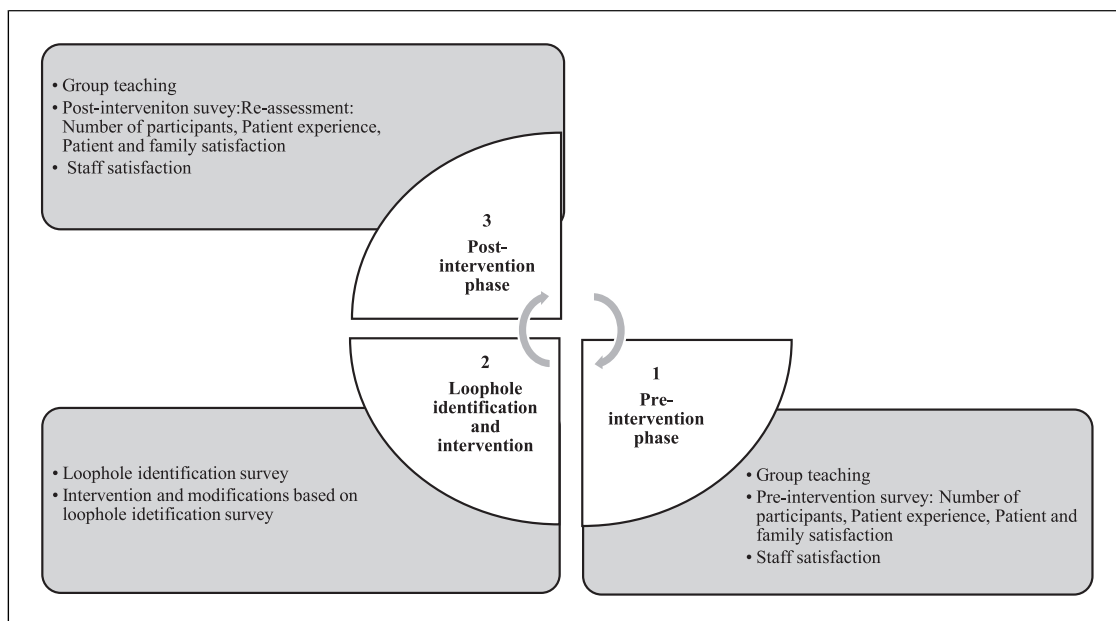 • Group teaching
• Post-interveniton suvey:Re-assessment:
Number of participants, Patient experience,
Patient and family satisfaction
• Staff satisfaction
3
Post-
intervention
phase
2
Loophole
identification
and
intervention
1
Pre-
intervention
phase
• Loophole identification survey
• Intervention and modifications based on
loophole idetification survey
• Group teaching
• Pre-intervention survey: Number of
participants, Patient experience, Patient and
family satisfaction
• Staff satisfaction